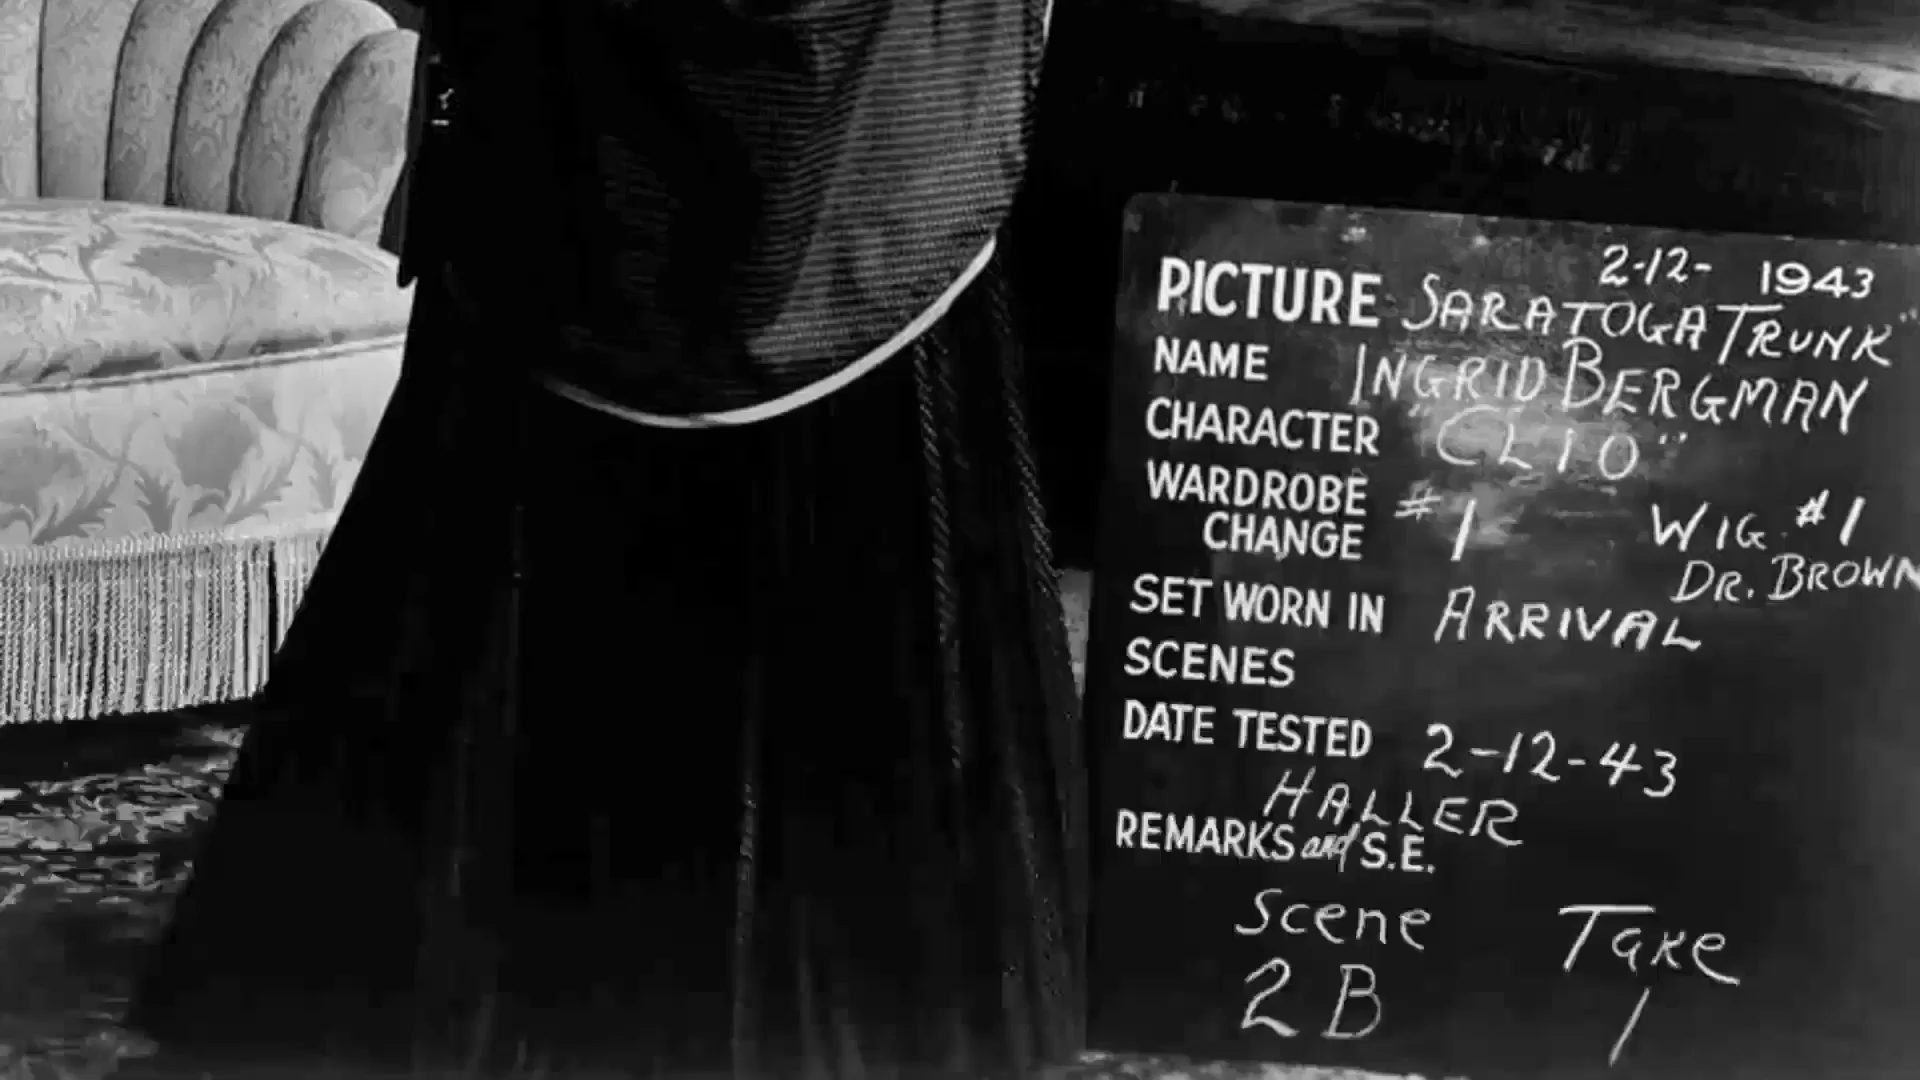 2-12- 1943
PICTURE SARATOGA TRUNK"
NAME INGRID BERGMAN
CHARACTER "CLIO"
WARDROBE CHANGE #1 WIG #1
DR. BROWN
SET WORN IN ARRIVAL
SCENES
DATE TESTED 2-12-43
HALLER
REMARKS and S.E.
Scene Take
2B 1